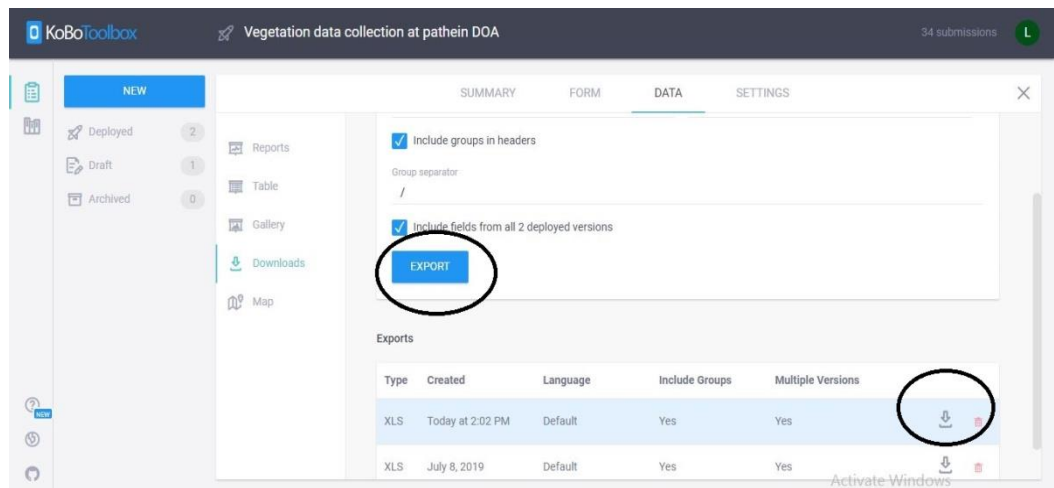 KoBoToolbox
Vegetation data collection at pathein DOA
34 submissions
L
NEW
SUMMARY
FORM
DATA
SETTINGS
Deployed
2
Draft
1
Archived
0
Reports
Table
Gallery
Downloads
Map
Include groups in headers
Group separator
/
Include fields from all 2 deployed versions
EXPORT
Exports
Type Created Language Include Groups Multiple Versions
XLS Today at 2:02 PM Default Yes Yes
XLS July 8, 2019 Default Yes Yes
NEW
Activate Windows